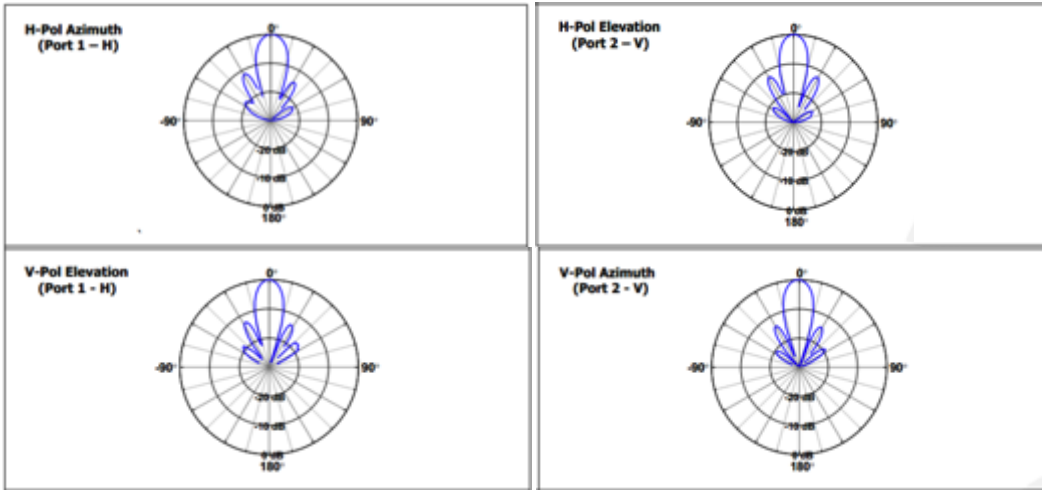 H-Pol Azimuth
(Port 1 – H)
0°
-90°
90°
-20 dB
-10 dB
0 dB
180°
H-Pol Elevation
(Port 2 – V)
0°
-90°
90°
-20 dB
-10 dB
0 dB
180°
V-Pol Elevation
(Port 1 - H)
0°
-90°
90°
-20 dB
-10 dB
0 dB
180°
V-Pol Azimuth
(Port 2 - V)
0°
-90°
90°
-20 dB
-10 dB
0 dB
180°